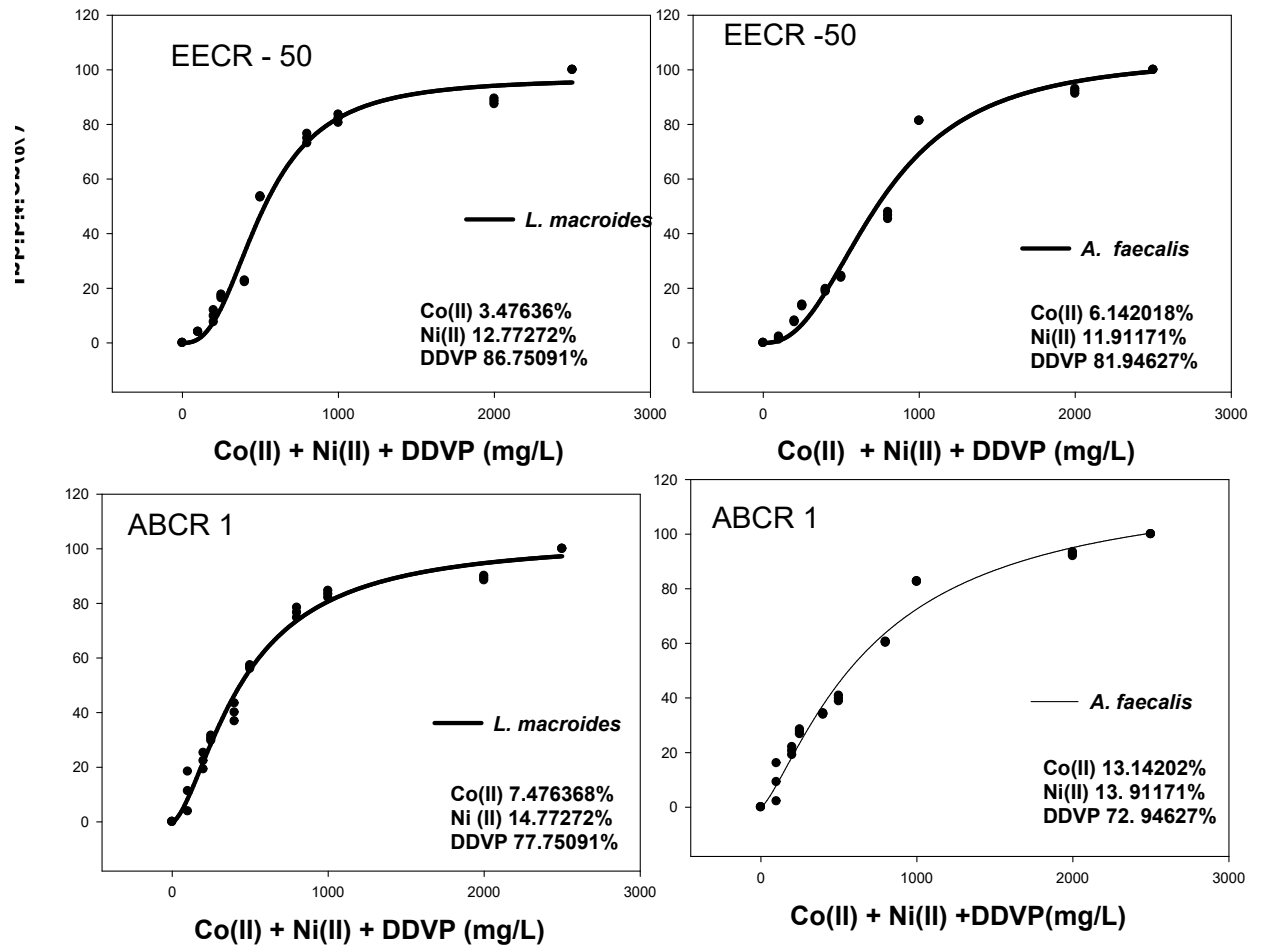 120
100
80
60
40
20
0
EECR - 50
L. macroides
Co(II) 3.47636%
Ni(II) 12.77272%
DDVP 86.75091%
0
1000
2000
3000
Co(II) + Ni(II) + DDVP (mg/L)
120
100
80
60
40
20
0
EECR -50
A. faecalis
Co(II) 6.142018%
Ni(II) 11.91171%
DDVP 81.94627%
0
1000
2000
3000
Co(II) + Ni(II) + DDVP (mg/L)
120
100
80
60
40
20
0
ABCR 1
L. macroides
Co(II) 7.476368%
Ni (II) 14.77272%
DDVP 77.75091%
0
1000
2000
3000
Co(II) + Ni(II) + DDVP (mg/L)
120
100
80
60
40
20
0
ABCR 1
A. faecalis
Co(II) 13.14202%
Ni(II) 13. 91171%
DDVP 72. 94627%
0
1000
2000
3000
Co(II) + Ni(II) +DDVP(mg/L)